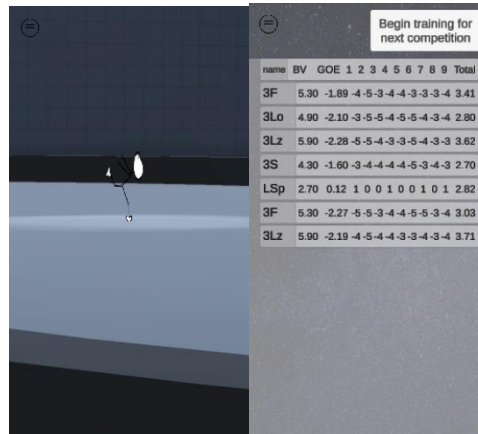 Begin training for
next competition
name BV GOE 1 2 3 4 5 6 7 8 9 Total
3F 5.30 -1.89 -4 -5 -3 -4 -4 -3 -3 -3 -4 3.41
3Lo 4.90 -2.10 -3 -5 -5 -4 -5 -5 -4 -3 -4 2.80
3Lz 5.90 -2.28 -5 -5 -4 -3 -3 -5 -4 -3 -3 3.62
3S 4.30 -1.60 -3 -4 -4 -4 -4 -5 -3 -4 -3 2.70
LSp 2.70 0.12 1 0 0 1 0 0 1 0 1 2.82
3F 5.30 -2.27 -5 -5 -3 -4 -4 -5 -5 -3 -4 3.03
3Lz 5.90 -2.19 -4 -5 -4 -4 -3 -3 -4 -3 -4 3.71